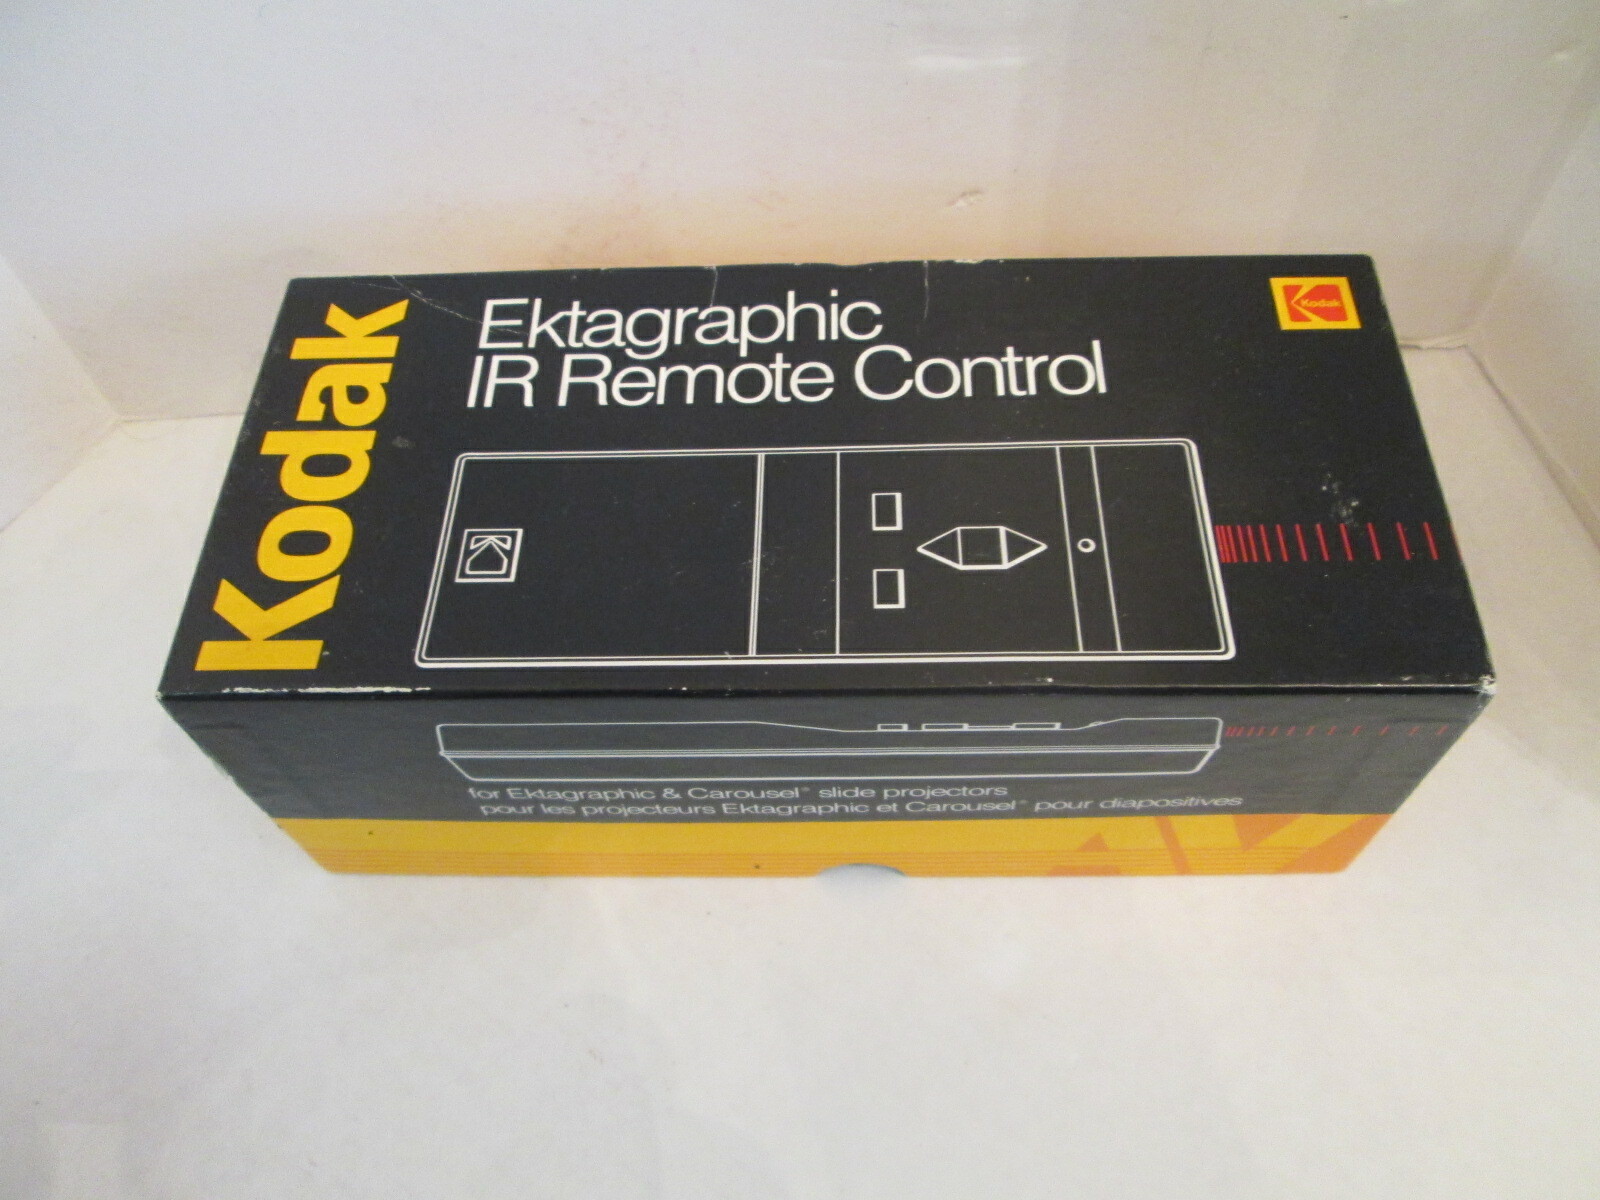 Kodak
Ektagraphic
IR Remote Control
Kodak
for Ektagraphic & Carousel® slide projectors
pour les projecteurs Ektagraphic et Carousel® pour diapositives